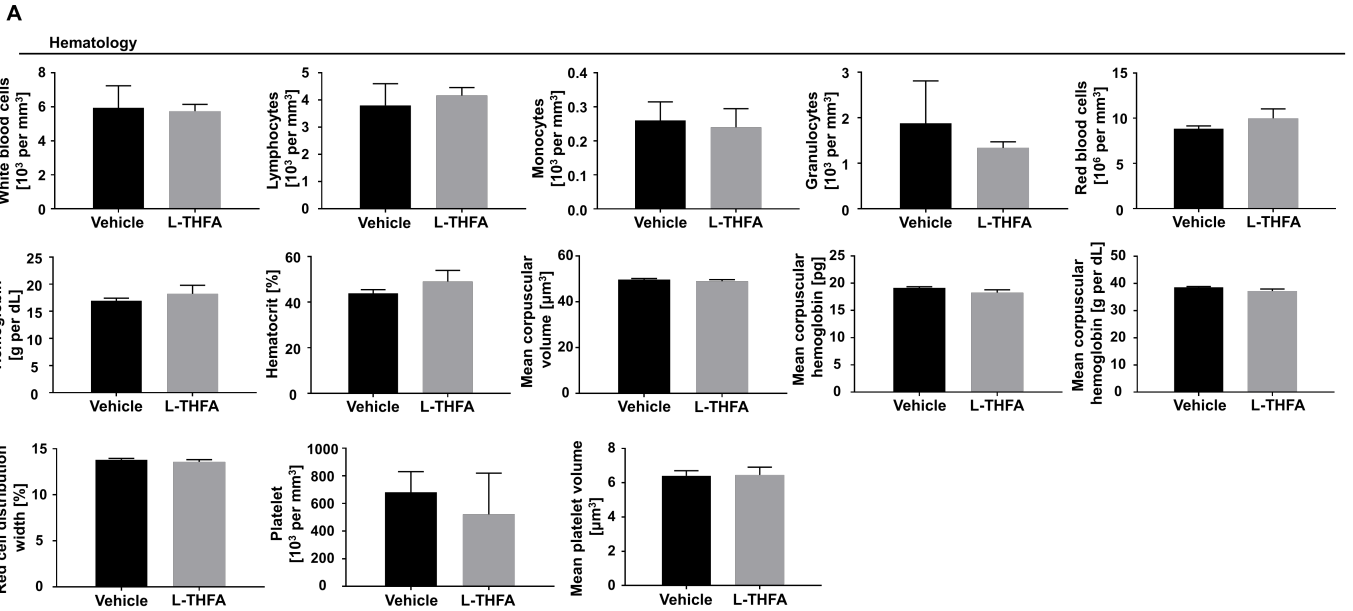 A
Hematology
White blood cells
[10³ per mm³]
8
6
4
2
0
Vehicle L-THFA
Lymphocytes
[10³ per mm³]
5
4
3
2
1
0
Vehicle L-THFA
Monocytes
[10³ per mm³]
0.4
0.3
0.2
0.1
0.0
Vehicle L-THFA
Granulocytes
[10³ per mm³]
3
2
1
0
Vehicle L-THFA
Red blood cells
[10⁶ per mm³]
15
10
5
0
Vehicle L-THFA
[g per dL]
25
20
15
10
5
0
Vehicle L-THFA
Hematocrit [%]
60
40
20
0
Vehicle L-THFA
Mean corpuscular
volume [µm³]
60
40
20
0
Vehicle L-THFA
Mean corpuscular
hemoglobin [pg]
25
20
15
10
5
0
Vehicle L-THFA
Mean corpuscular
hemoglobin [g per dL]
50
40
30
20
10
0
Vehicle L-THFA
Red cell distribution
width [%]
15
10
5
0
Vehicle L-THFA
Platelet
[10³ per mm³]
1000
800
600
400
200
0
Vehicle L-THFA
Mean platelet volume
[µm³]
8
6
4
2
0
Vehicle L-THFA